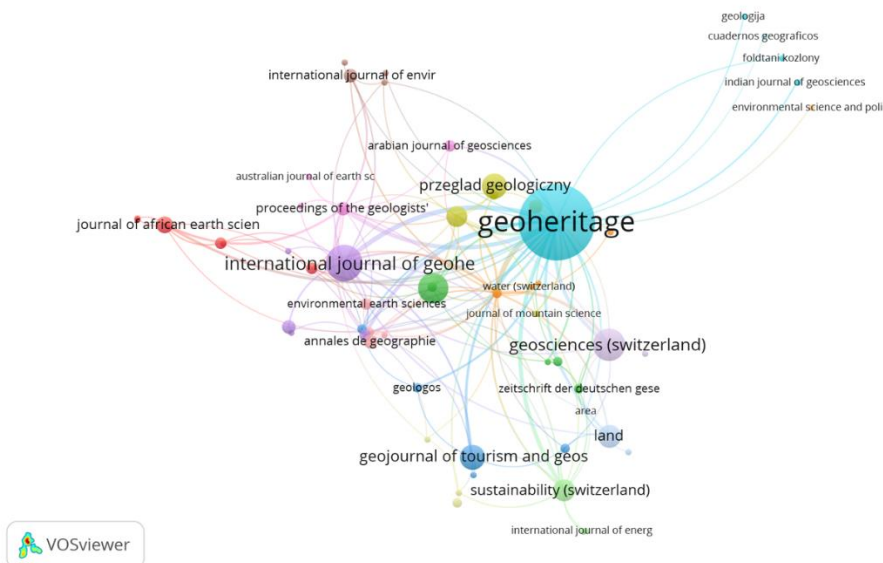 geologija
cuadernos geograficos
foldtani kozlony
international journal of envir
indian journal of geosciences
environmental science and poli
arabian journal of geosciences
australian journal of earth sc
przeglad geologiczny
proceedings of the geologists'
geoheritage
journal of african earth scien
international journal of geohe
water (switzerland)
environmental earth sciences
journal of mountain science
annales de geographie
geosciences (switzerland)
geologos
zeitschrift der deutschen gese
area
land
geojournal of tourism and geos
sustainability (switzerland)
international journal of energ
VOSviewer